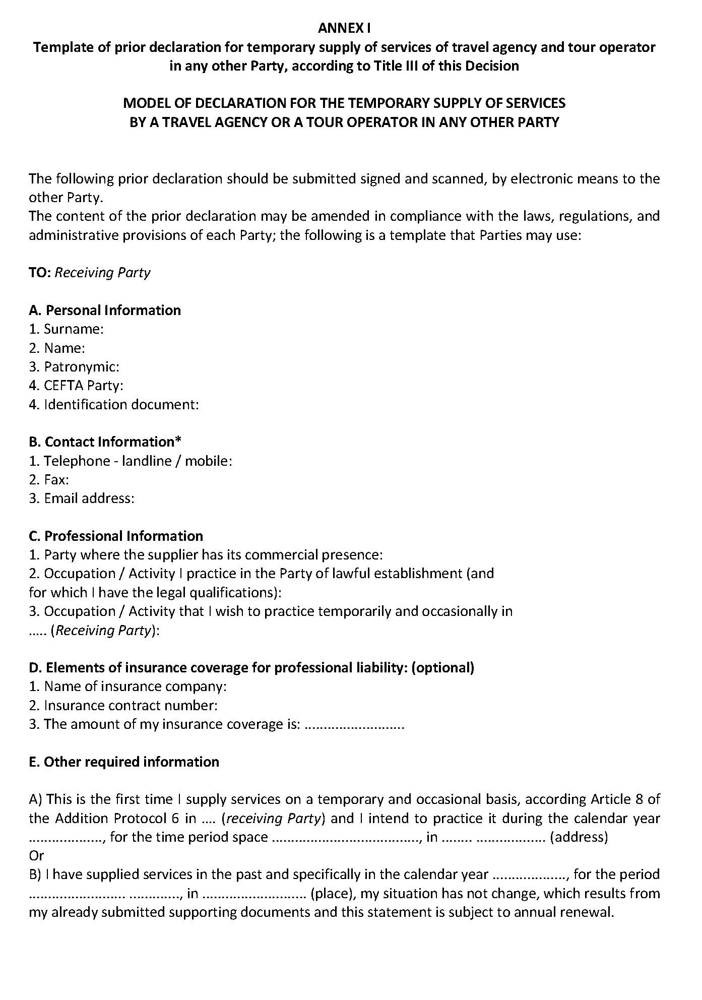 ANNEX I
Template of prior declaration for temporary supply of services of travel agency and tour operator
in any other Party, according to Title III of this Decision
MODEL OF DECLARATION FOR THE TEMPORARY SUPPLY OF SERVICES
BY A TRAVEL AGENCY OR A TOUR OPERATOR IN ANY OTHER PARTY
The following prior declaration should be submitted signed and scanned, by electronic means to the
other Party.
The content of the prior declaration may be amended in compliance with the laws, regulations, and
administrative provisions of each Party; the following is a template that Parties may use:
TO: Receiving Party
A. Personal Information
1. Surname:
2. Name:
3. Patronymic:
4. CEFTA Party:
4. Identification document:
B. Contact Information*
1. Telephone - landline / mobile:
2. Fax:
3. Email address:
C. Professional Information
1. Party where the supplier has its commercial presence:
2. Occupation / Activity I practice in the Party of lawful establishment (and
for which I have the legal qualifications):
3. Occupation / Activity that I wish to practice temporarily and occasionally in
..... (Receiving Party):
D. Elements of insurance coverage for professional liability: (optional)
1. Name of insurance company:
2. Insurance contract number:
3. The amount of my insurance coverage is: ..........................
E. Other required information
A) This is the first time I supply services on a temporary and occasional basis, according Article 8 of
the Addition Protocol 6 in .... (receiving Party) and I intend to practice it during the calendar year
..................., for the time period space ......................................, in ........ .................. (address)
Or
B) I have supplied services in the past and specifically in the calendar year ..................., for the period
......................... ............., in ........................... (place), my situation has not change, which results from
my already submitted supporting documents and this statement is subject to annual renewal.